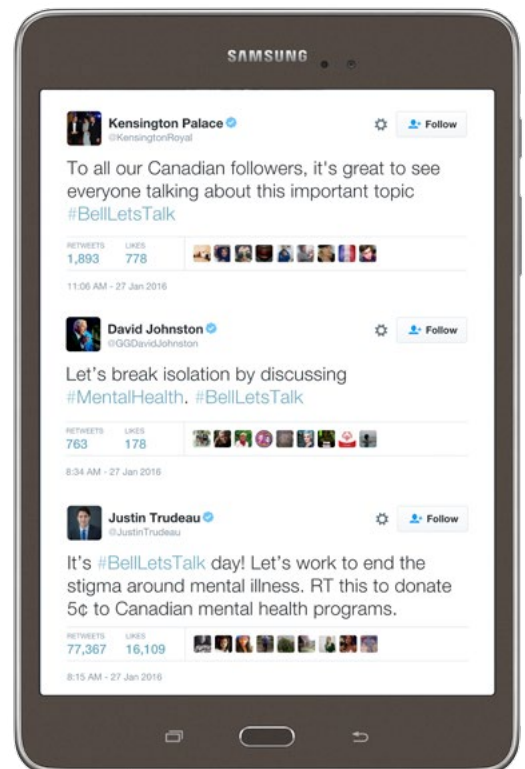 SAMSUNG
Kensington Palace
@KensingtonRoyal
Follow
To all our Canadian followers, it's great to see
everyone talking about this important topic
#BellLetsTalk
RETWEETS LIKES
1,893 778
11:06 AM - 27 Jan 2016
David Johnston
@GGDavidJohnston
Follow
Let's break isolation by discussing
#MentalHealth. #BellLetsTalk
RETWEETS LIKES
763 178
8:34 AM - 27 Jan 2016
Justin Trudeau
@JustinTrudeau
Follow
It's #BellLetsTalk day! Let's work to end the
stigma around mental illness. RT this to donate
5¢ to Canadian mental health programs.
RETWEETS LIKES
77,367 16,109
8:15 AM - 27 Jan 2016